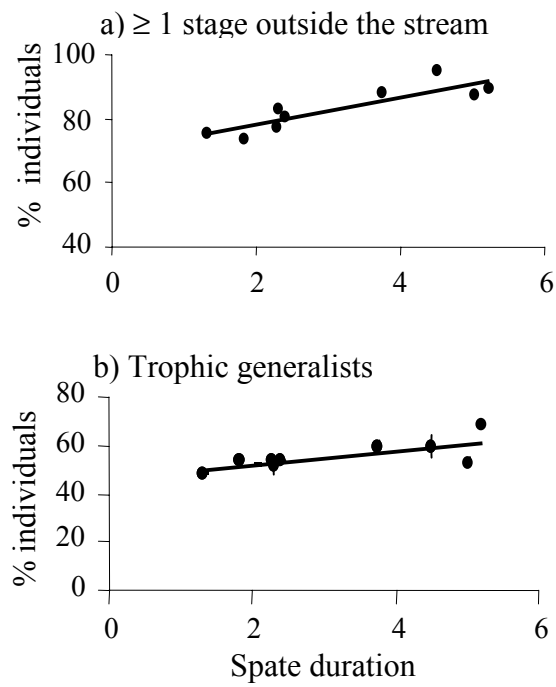 a) ≥ 1 stage outside the stream
% individuals
100
80
60
40
0 2 4 6
b) Trophic generalists
% individuals
80
60
40
20
0
0 2 4 6
Spate duration